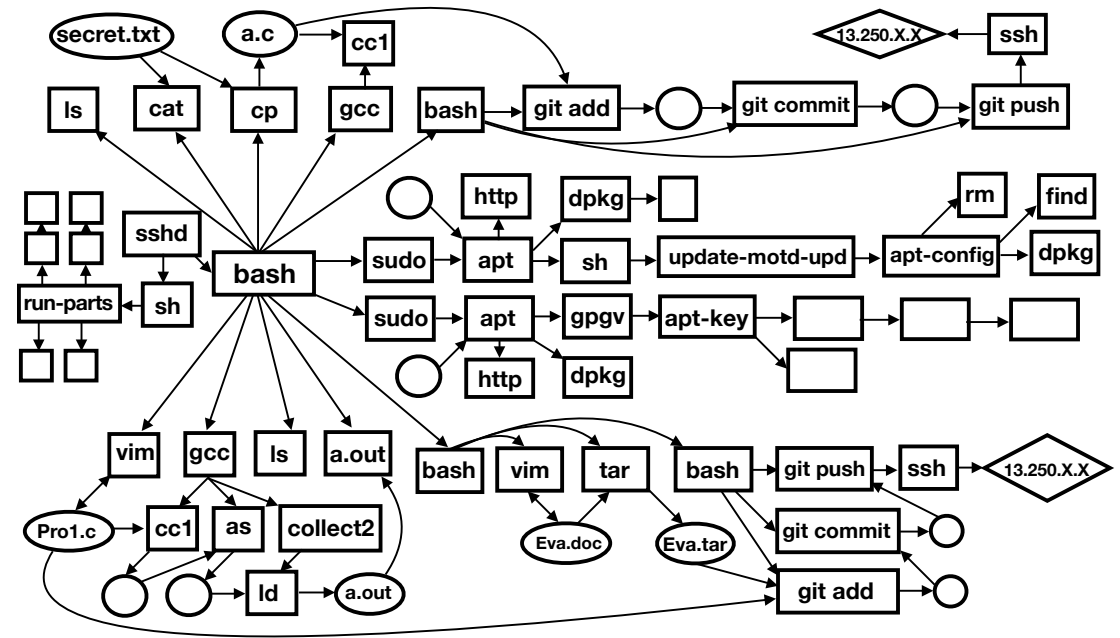 secret.txt
a.c
cc1
13.250.X.X
ssh
ls
cat
cp
gcc
bash
git add
git commit
git push
http
dpkg
rm
find
sshd
bash
sudo
apt
sh
update-motd-upd
apt-config
dpkg
run-parts
sh
sudo
apt
gpgv
apt-key
http
dpkg
vim
gcc
ls
a.out
bash
vim
tar
bash
git push
ssh
13.250.X.X
Pro1.c
cc1
as
collect2
Eva.doc
Eva.tar
git commit
ld
a.out
git add